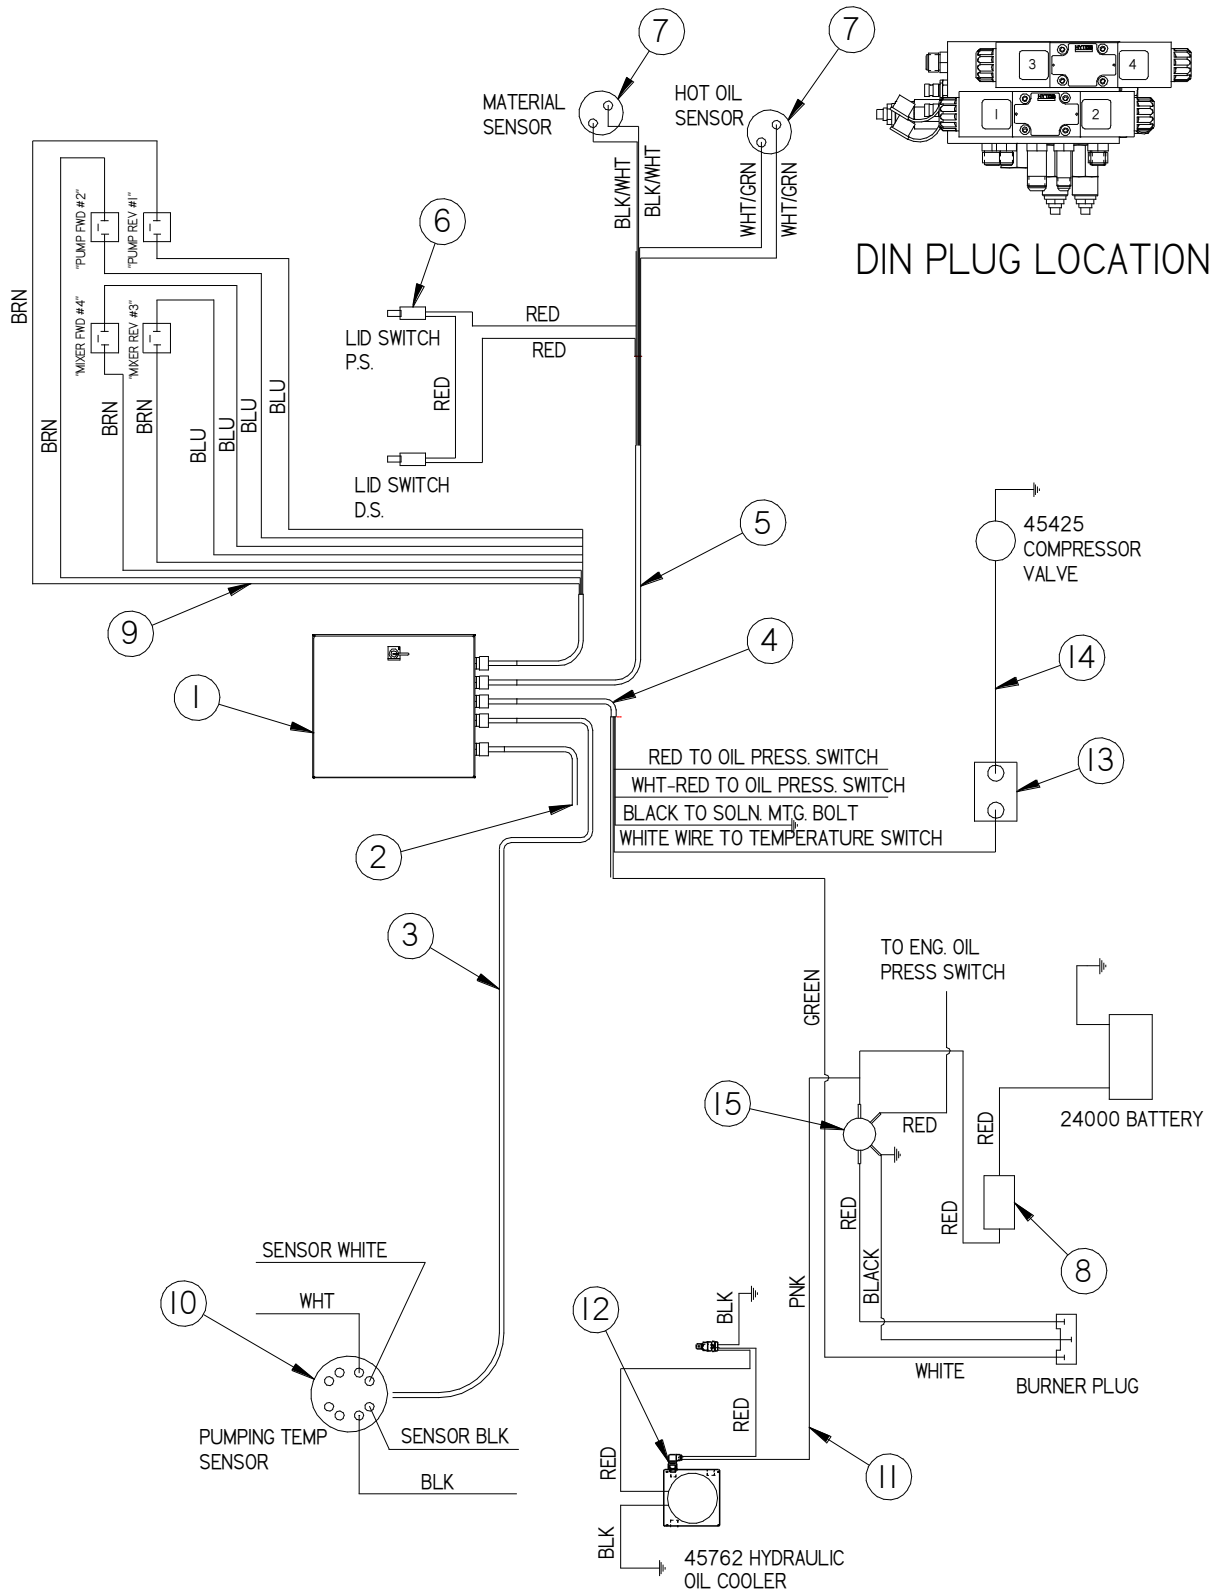 7
7
MATERIAL
SENSOR
HOT OIL
SENSOR
3
4
1
2
DIN PLUG LOCATION
BLK/WHT
BLK/WHT
WHT/GRN
WHT/GRN
"PUMP FWD #2"
"PUMP REV #1"
"MIXER FWD #4"
"MIXER REV #3"
6
BRN
RED
LID SWITCH
P.S.
RED
RED
BRN
BRN
BRN
BLU
BLU
BLU
BLU
LID SWITCH
D.S.
5
45425
COMPRESSOR
VALVE
9
4
14
1
RED TO OIL PRESS. SWITCH
13
WHT-RED TO OIL PRESS. SWITCH
BLACK TO SOLN. MTG. BOLT
WHITE WIRE TO TEMPERATURE SWITCH
2
3
TO ENG. OIL
PRESS SWITCH
GREEN
15
RED
RED
24000 BATTERY
RED
RED
BLACK
8
SENSOR WHITE
WHT
10
PNK
12
BLK
WHITE
BURNER PLUG
RED
PUMPING TEMP
SENSOR
SENSOR BLK
BLK
RED
11
BLK
45762 HYDRAULIC
OIL COOLER